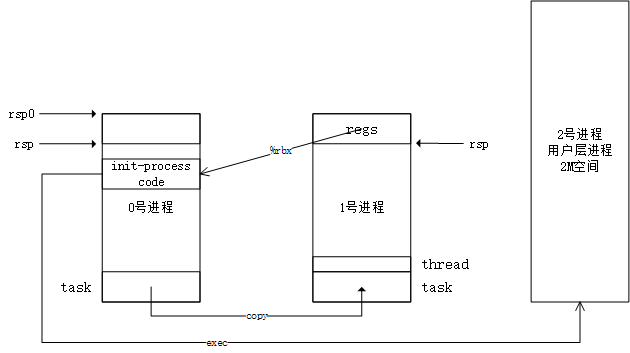 rsp0
rsp
regs
rsp
%rbx
init-process
code
0号进程
1号进程
2号进程
用户层进程
2M空间
thread
task
task
copy
exec